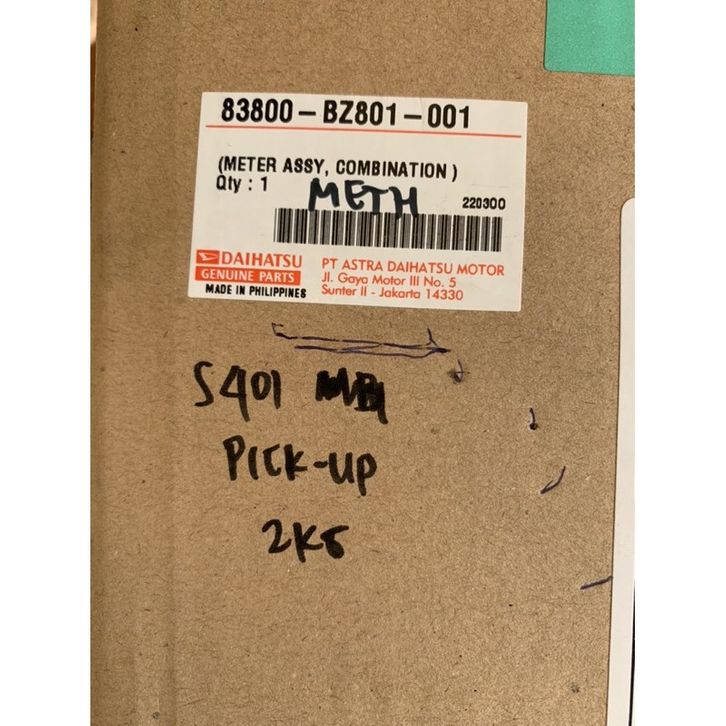 83800-BZ801-001
(METER ASSY, COMBINATION )
Qty : 1
METH
220300
DAIHATSU
GENUINE PARTS
MADE IN PHILIPPINES
PT ASTRA DAIHATSU MOTOR
Jl. Gaya Motor III No. 5
Sunter II - Jakarta 14330
S401
PICK-UP